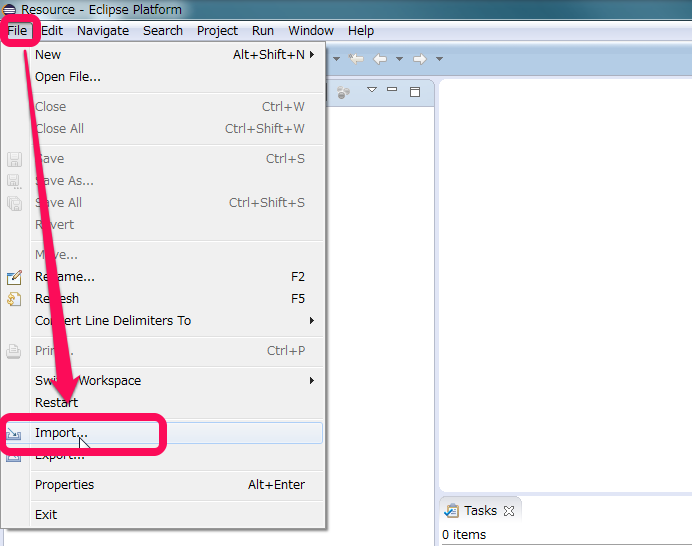 Resource - Eclipse Platform
File Edit Navigate Search Project Run Window Help
New Alt+Shift+N
Open File...
Close Ctrl+W
Close All Ctrl+Shift+W
Save Ctrl+S
Save As...
Save All Ctrl+Shift+S
Revert
Move...
Rename... F2
Refresh F5
Convert Line Delimiters To
Print... Ctrl+P
Switch Workspace
Restart
Import...
Export...
Properties Alt+Enter
Exit
Tasks
0 items